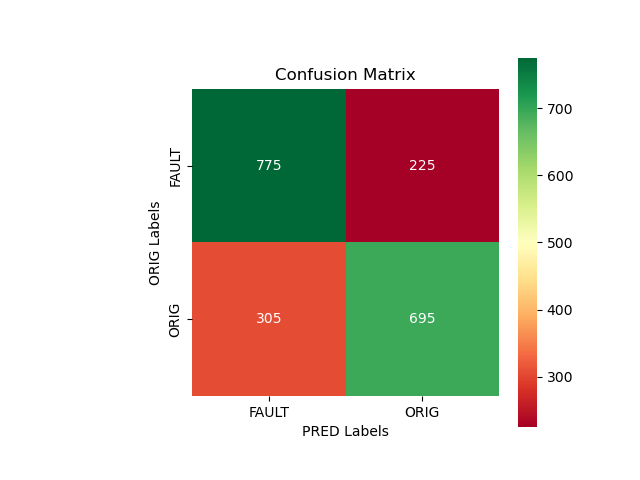 Confusion Matrix
ORIG Labels
FAULT
ORIG
775
225
305
695
FAULT
ORIG
PRED Labels
700
600
500
400
300